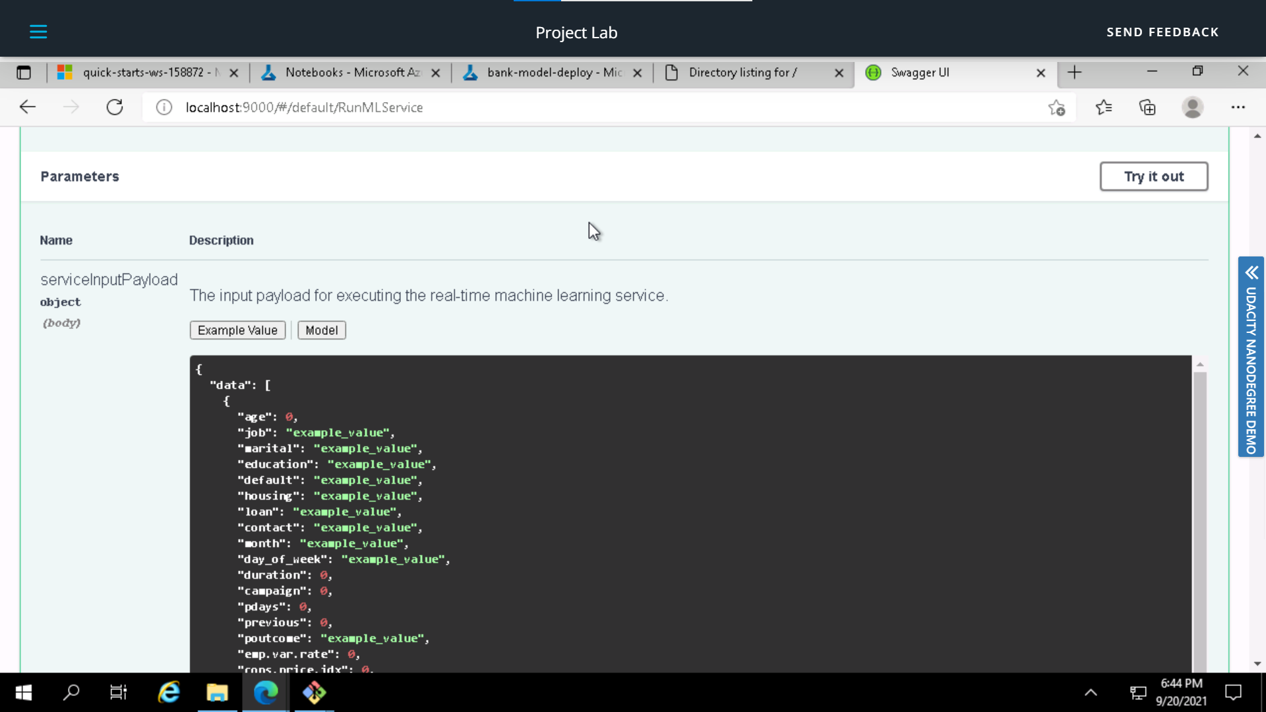 Project Lab
SEND FEEDBACK
quick-starts-ws-158872 - M
Notebooks - Microsoft Az
bank-model-deploy - Mic
Directory listing for /
Swagger UI
localhost:9000/#/default/RunMLService
Parameters
Try it out
Name
Description
serviceInputPayload
object
(body)
The input payload for executing the real-time machine learning service.
Example Value
Model
{
"data": [
{
"age": 0,
"job": "example_value",
"marital": "example_value",
"education": "example_value",
"default": "example_value",
"housing": "example_value",
"loan": "example_value",
"contact": "example_value",
"month": "example_value",
"day_of_week": "example_value",
"duration": 0,
"campaign": 0,
"pdays": 0,
"previous": 0,
"poutcome": "example_value",
"emp.var.rate": 0,
"cons.price.idx": 0,
UDACITY NANODEGREE DEMO
6:44 PM
9/20/2021